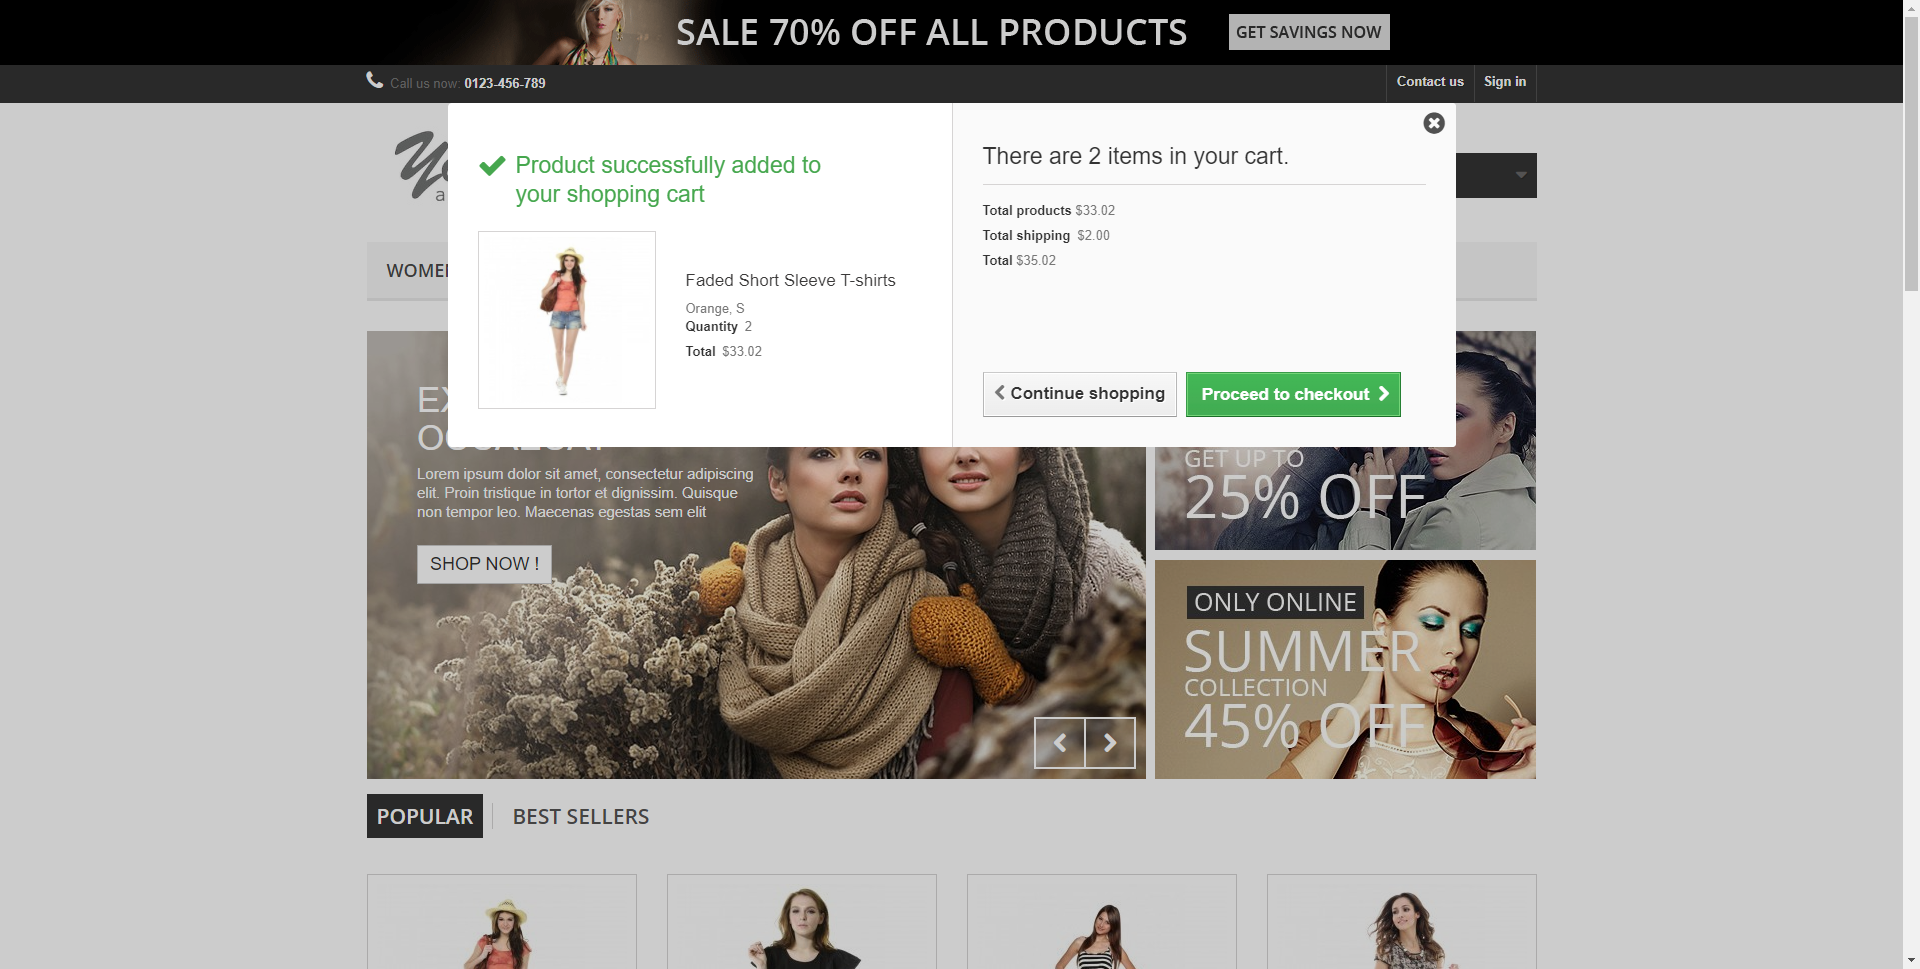 SALE 70% OFF ALL PRODUCTS
GET SAVINGS NOW
Call us now: 0123-456-789
Contact us
Sign in
Product successfully added to
your shopping cart
Faded Short Sleeve T-shirts
Orange, S
Quantity 2
Total $33.02
There are 2 items in your cart.
Total products $33.02
Total shipping $2.00
Total $35.02
Continue shopping
Proceed to checkout
Lorem ipsum dolor sit amet, consectetur adipiscing
elit. Proin tristique in tortor et dignissim. Quisque
non tempor leo. Maecenas egestas sem elit
SHOP NOW !
GET UP TO
25% OFF
ONLY ONLINE
SUMMER
COLLECTION
45% OFF
POPULAR
BEST SELLERS